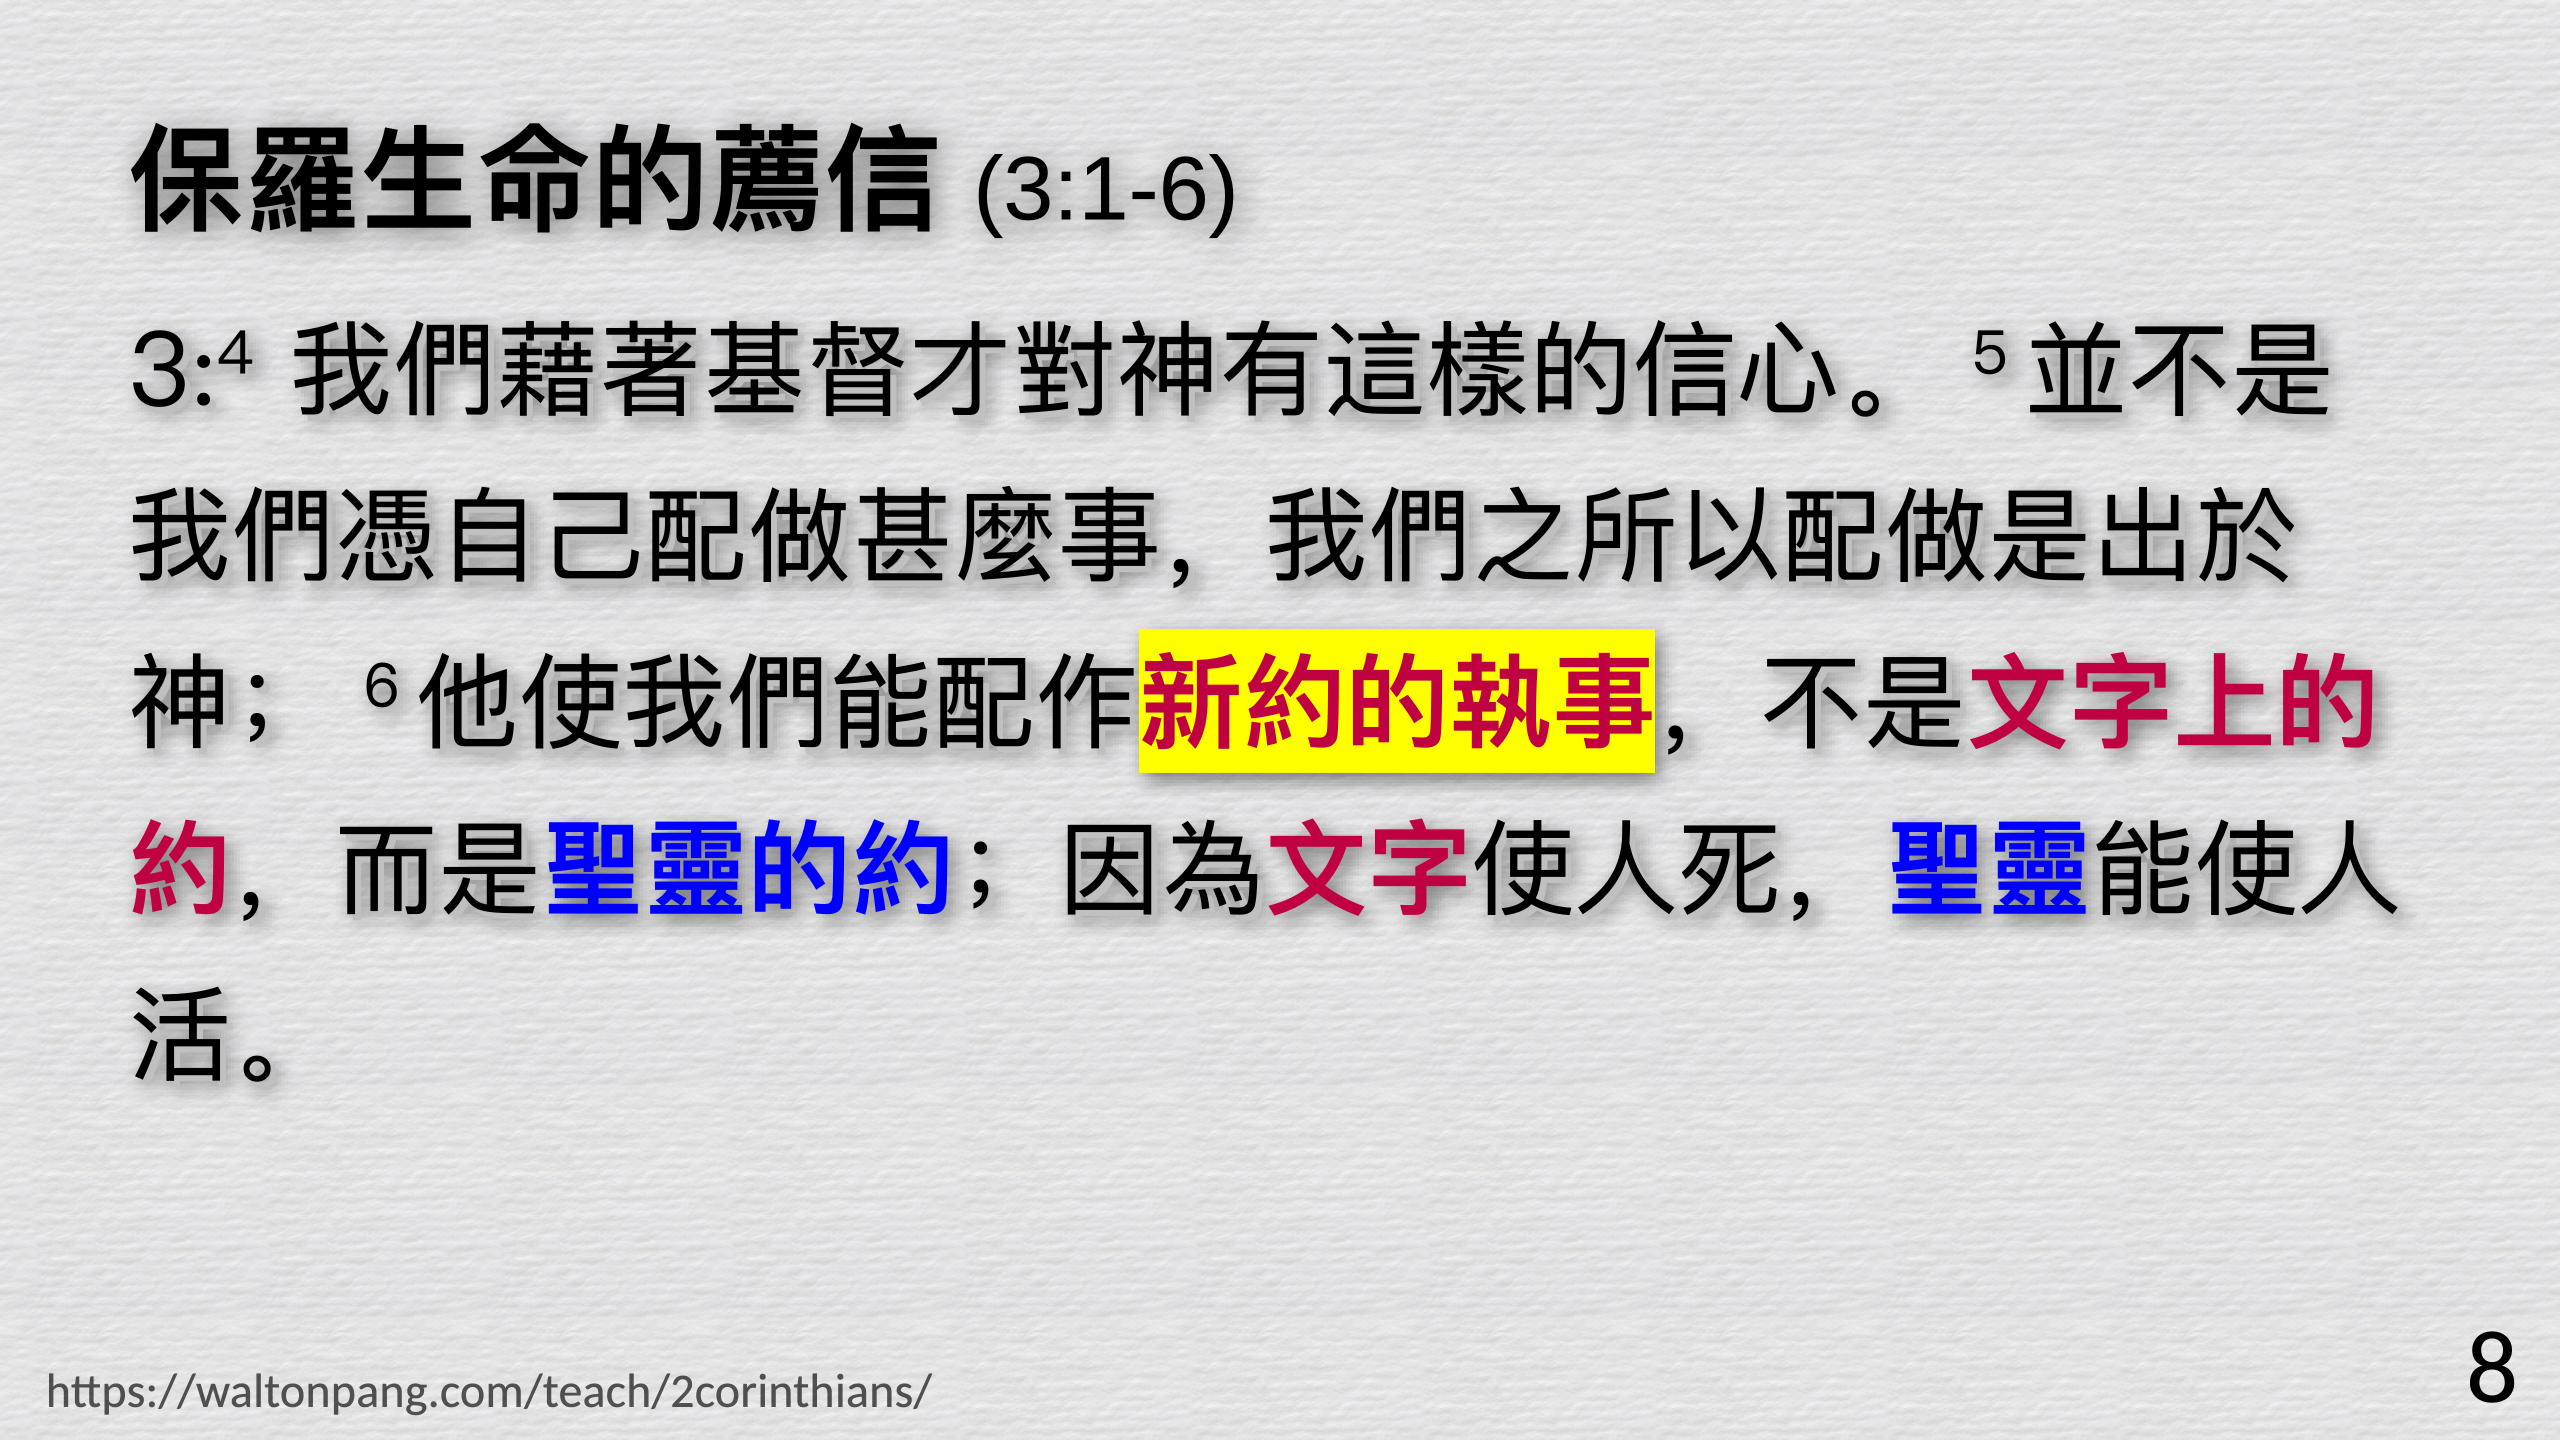 保羅生命的薦信 (3:1-6)
3:4 我們藉著基督才對神有這樣的信心。 5 並不是
我們憑自己配做甚麼事，我們之所以配做是出於
神； 6 他使我們能配作新約的執事，不是文字上的
約，而是聖靈的約；因為文字使人死，聖靈能使人
活。
https://waltonpang.com/teach/2corinthians/
8